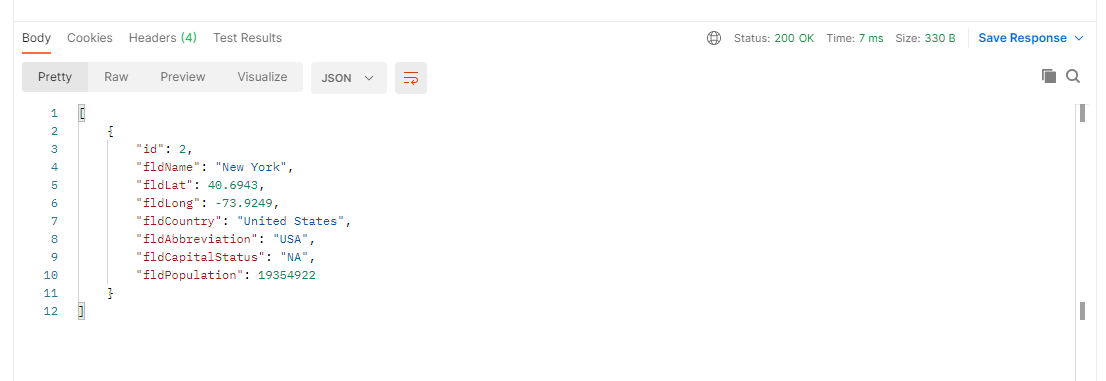 Body Cookies Headers (4) Test Results Status: 200 OK Time: 7 ms Size: 330 B Save Response
Pretty Raw Preview Visualize JSON
1 [
2 {
3 "id": 2,
4 "fldName": "New York",
5 "fldLat": 40.6943,
6 "fldLong": -73.9249,
7 "fldCountry": "United States",
8 "fldAbbreviation": "USA",
9 "fldCapitalStatus": "NA",
10 "fldPopulation": 19354922
11 }
12 ]